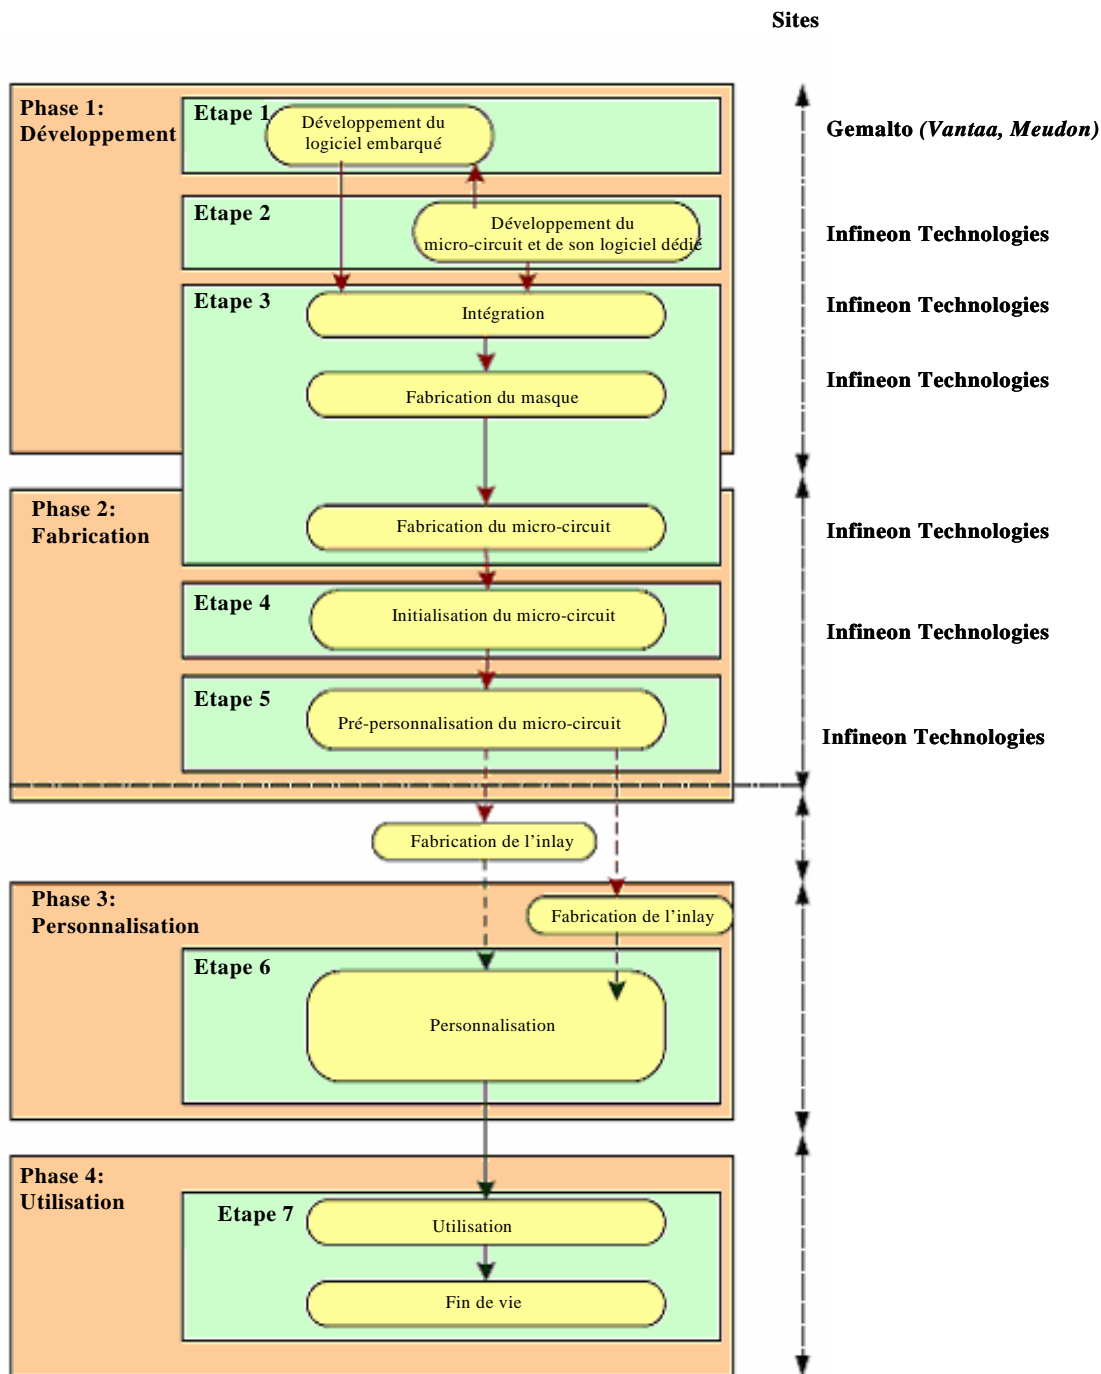 Sites
Phase 1:
Développement
Etape 1
Développement du
logiciel embarqué
Gemalto (Vantaa, Meudon)
Etape 2
Développement du
micro-circuit et de son logiciel dédié
Infineon Technologies
Etape 3
Intégration
Infineon Technologies
Fabrication du masque
Infineon Technologies
Phase 2:
Fabrication
Fabrication du micro-circuit
Infineon Technologies
Etape 4
Initialisation du micro-circuit
Infineon Technologies
Etape 5
Pré-personnalisation du micro-circuit
Infineon Technologies
Fabrication de l’inlay
Phase 3:
Personnalisation
Fabrication de l’inlay
Etape 6
Personnalisation
Phase 4:
Utilisation
Etape 7
Utilisation
Fin de vie